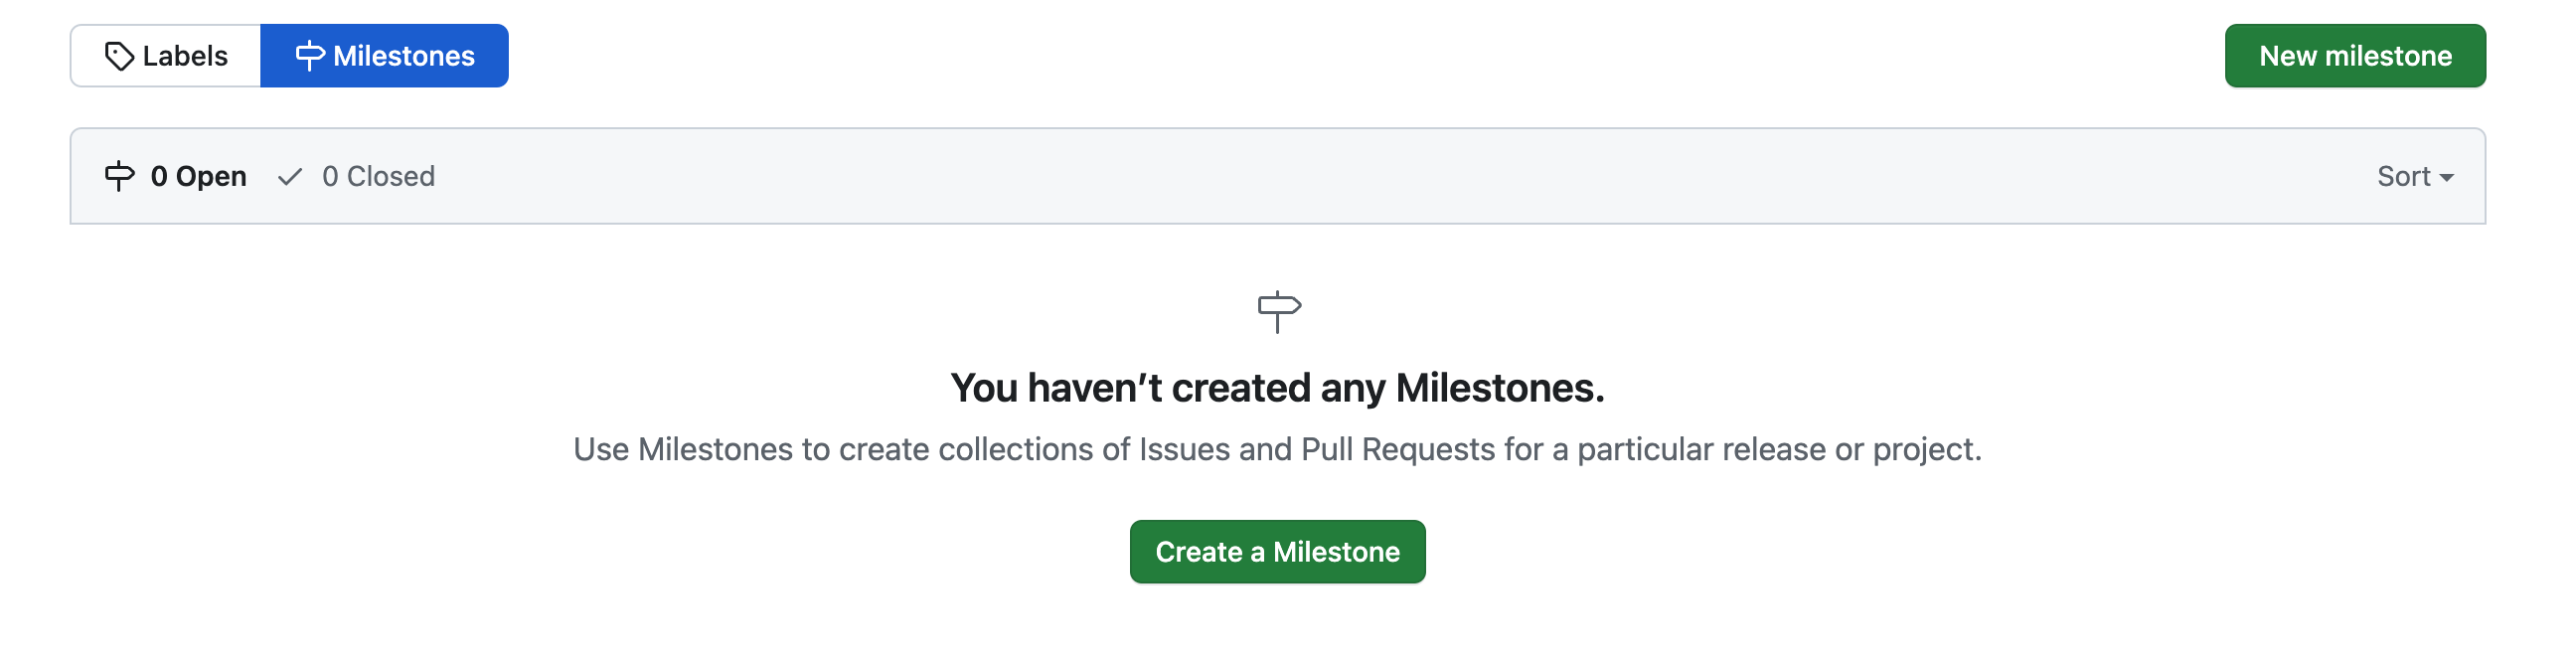 Labels Milestones New milestone
0 Open 0 Closed Sort
You haven’t created any Milestones.
Use Milestones to create collections of Issues and Pull Requests for a particular release or project.
Create a Milestone